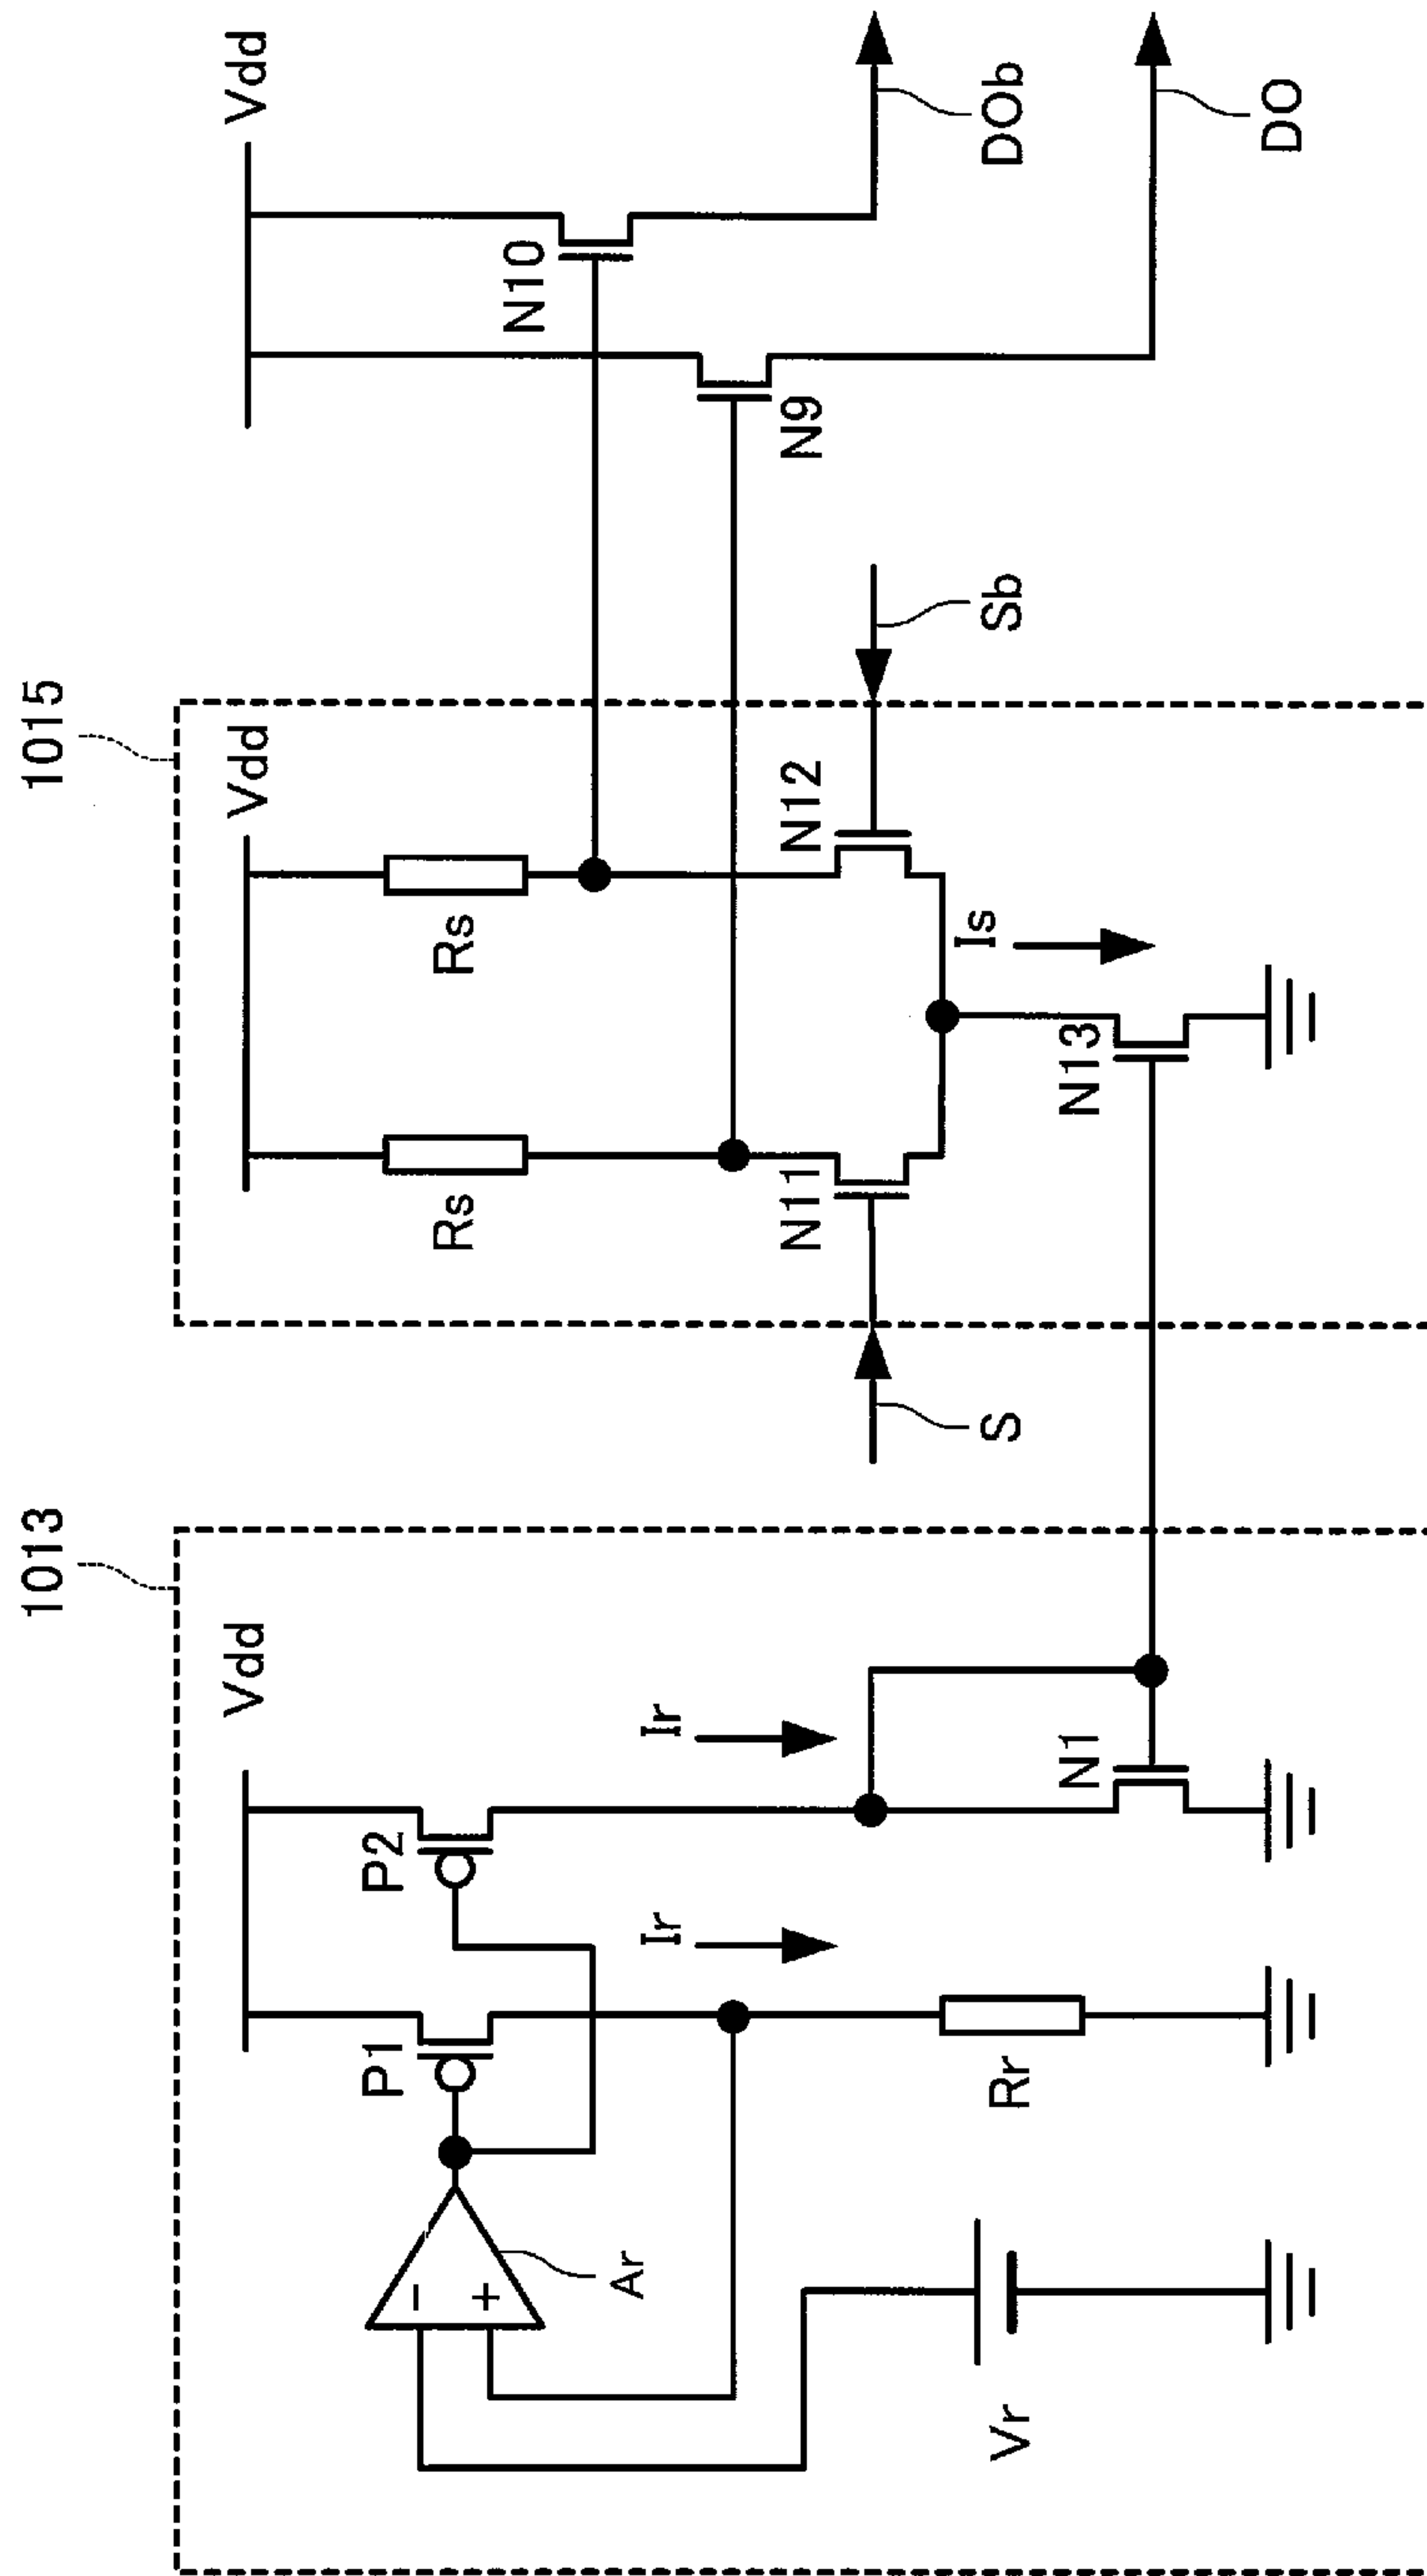 1013
1015
Vdd
Vdd
Vdd
P1
P2
N10
Rs
Rs
Ar
-
+
Ir
Ir
N11
N12
N9
Vr
Rr
S
Is
Sb
DOb
N1
N13
DO